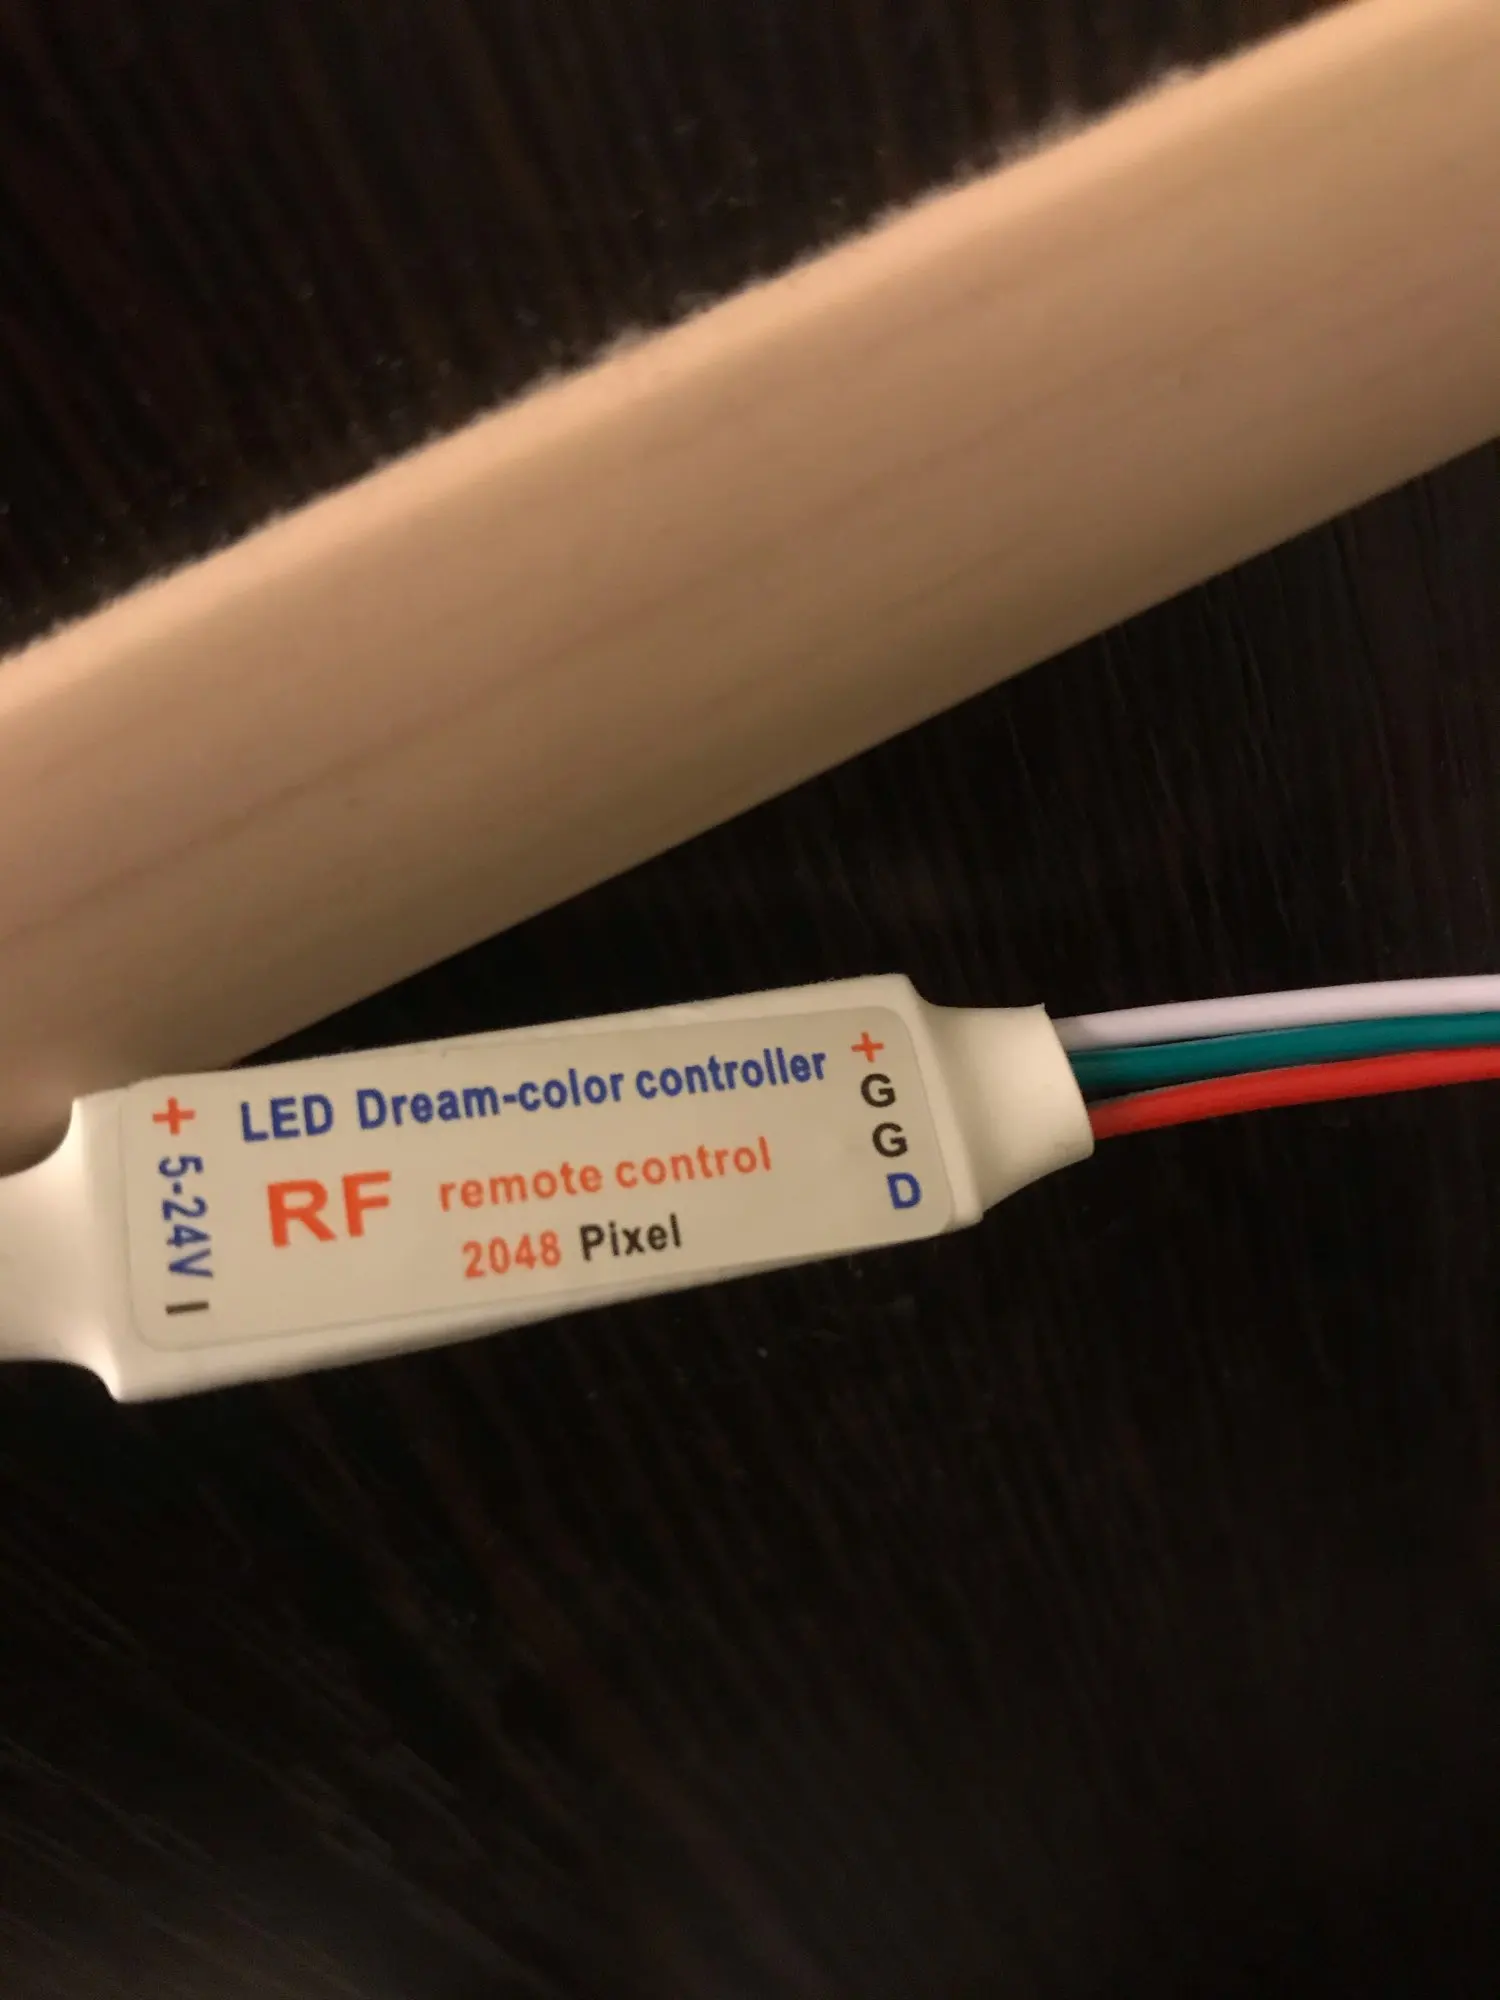 +
5-24V
—
LED Dream-color controller
RF remote control
2048 Pixel
+
G
G
D